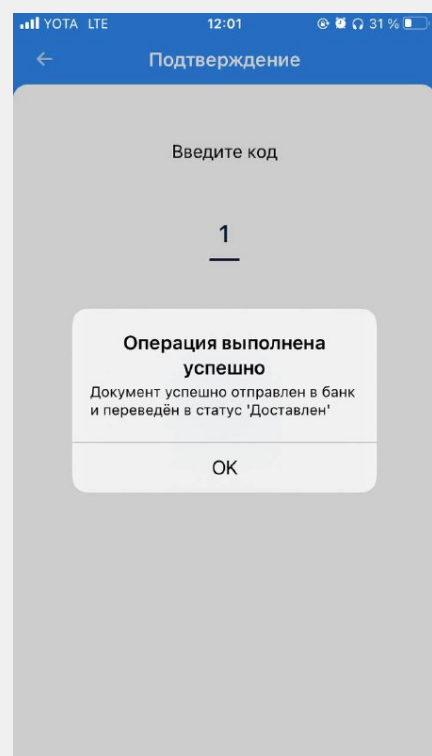 YOTA LTE 12:01 31 %
Подтверждение
Введите код
1
Операция выполнена
успешно
Документ успешно отправлен в банк
и переведён в статус 'Доставлен'
OK